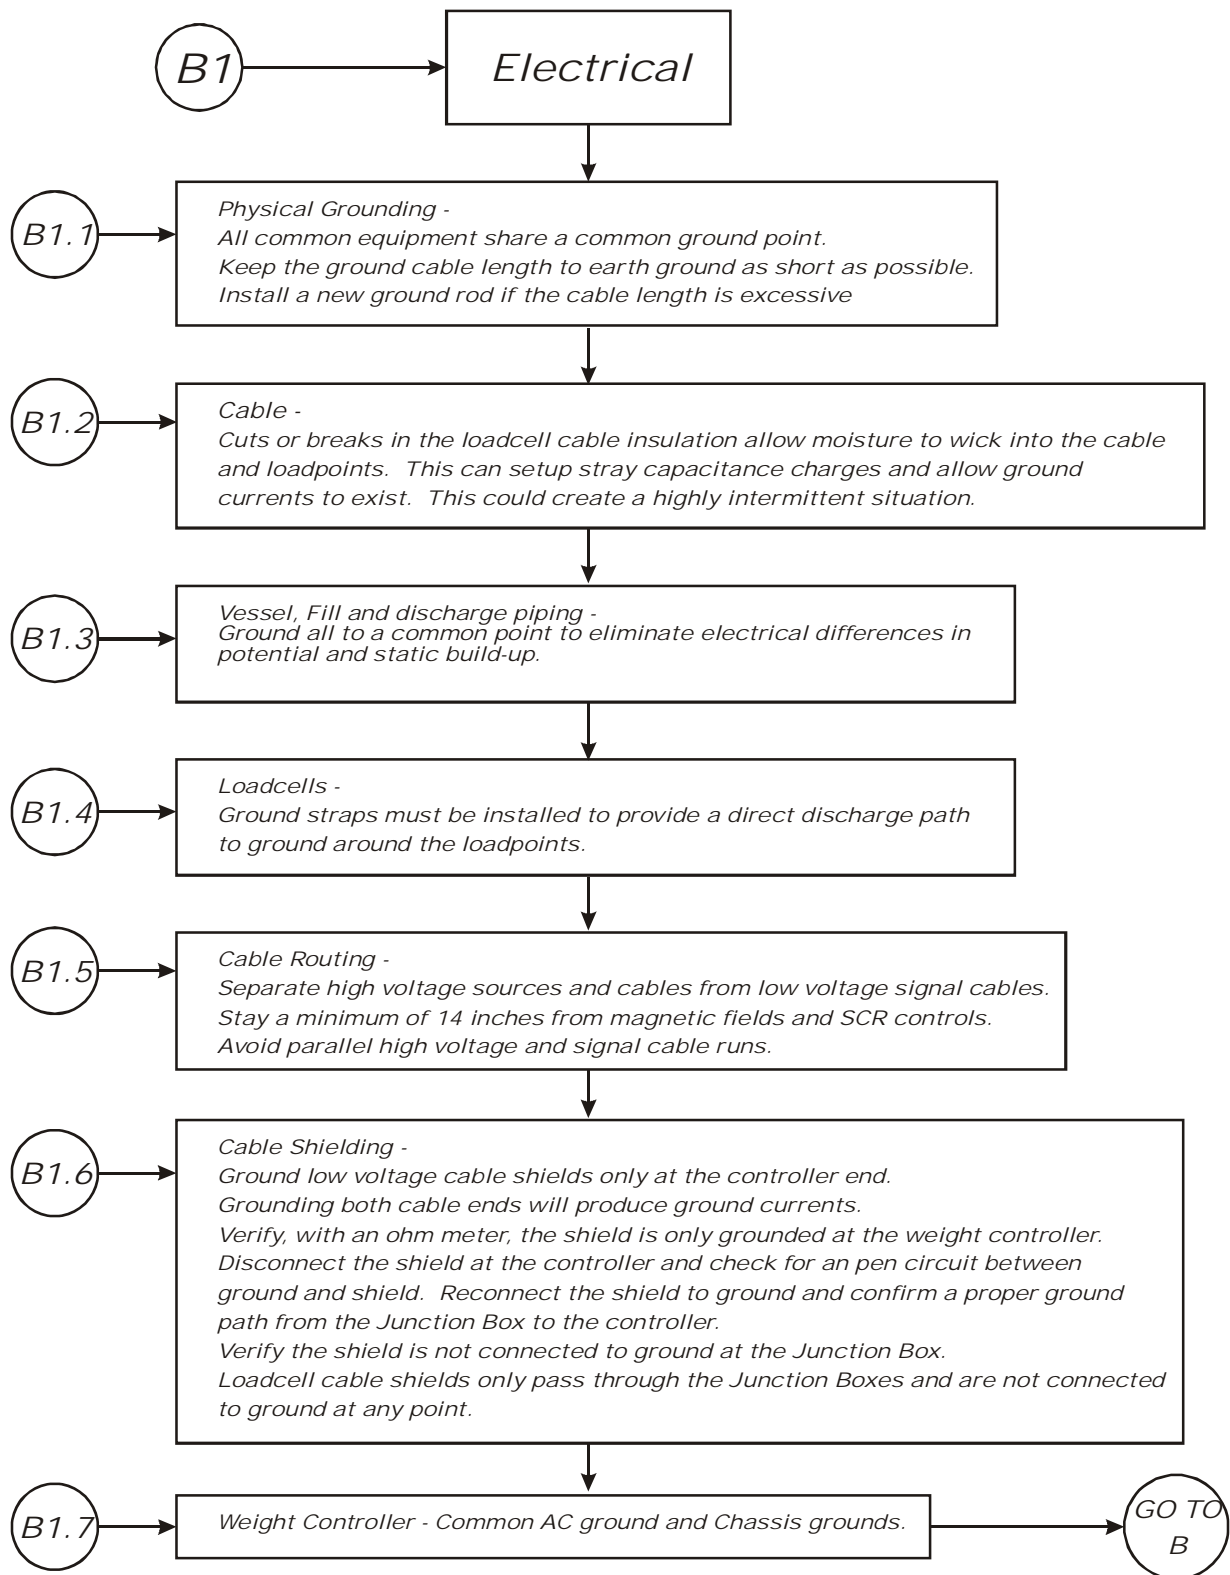 B1
Electrical
B1.1
Physical Grounding -
All common equipment share a common ground point.
Keep the ground cable length to earth ground as short as possible.
Install a new ground rod if the cable length is excessive
B1.2
Cable -
Cuts or breaks in the loadcell cable insulation allow moisture to wick into the cable
and loadpoints.  This can setup stray capacitance charges and allow ground
currents to exist.  This could create a highly intermittent situation.
B1.3
Vessel, Fill and discharge piping -
Ground all to a common point to eliminate electrical differences in
potential and static build-up.
B1.4
Loadcells -
Ground straps must be installed to provide a direct discharge path
to ground around the loadpoints.
B1.5
Cable Routing -
Separate high voltage sources and cables from low voltage signal cables.
Stay a minimum of 14 inches from magnetic fields and SCR controls.
Avoid parallel high voltage and signal cable runs.
B1.6
Cable Shielding -
Ground low voltage cable shields only at the controller end.
Grounding both cable ends will produce ground currents.
Verify, with an ohm meter, the shield is only grounded at the weight controller.
Disconnect the shield at the controller and check for an pen circuit between
ground and shield.  Reconnect the shield to ground and confirm a proper ground
path from the Junction Box to the controller.
Verify the shield is not connected to ground at the Junction Box.
Loadcell cable shields only pass through the Junction Boxes and are not connected
to ground at any point.
B1.7
Weight Controller - Common AC ground and Chassis grounds.
GO TO
B